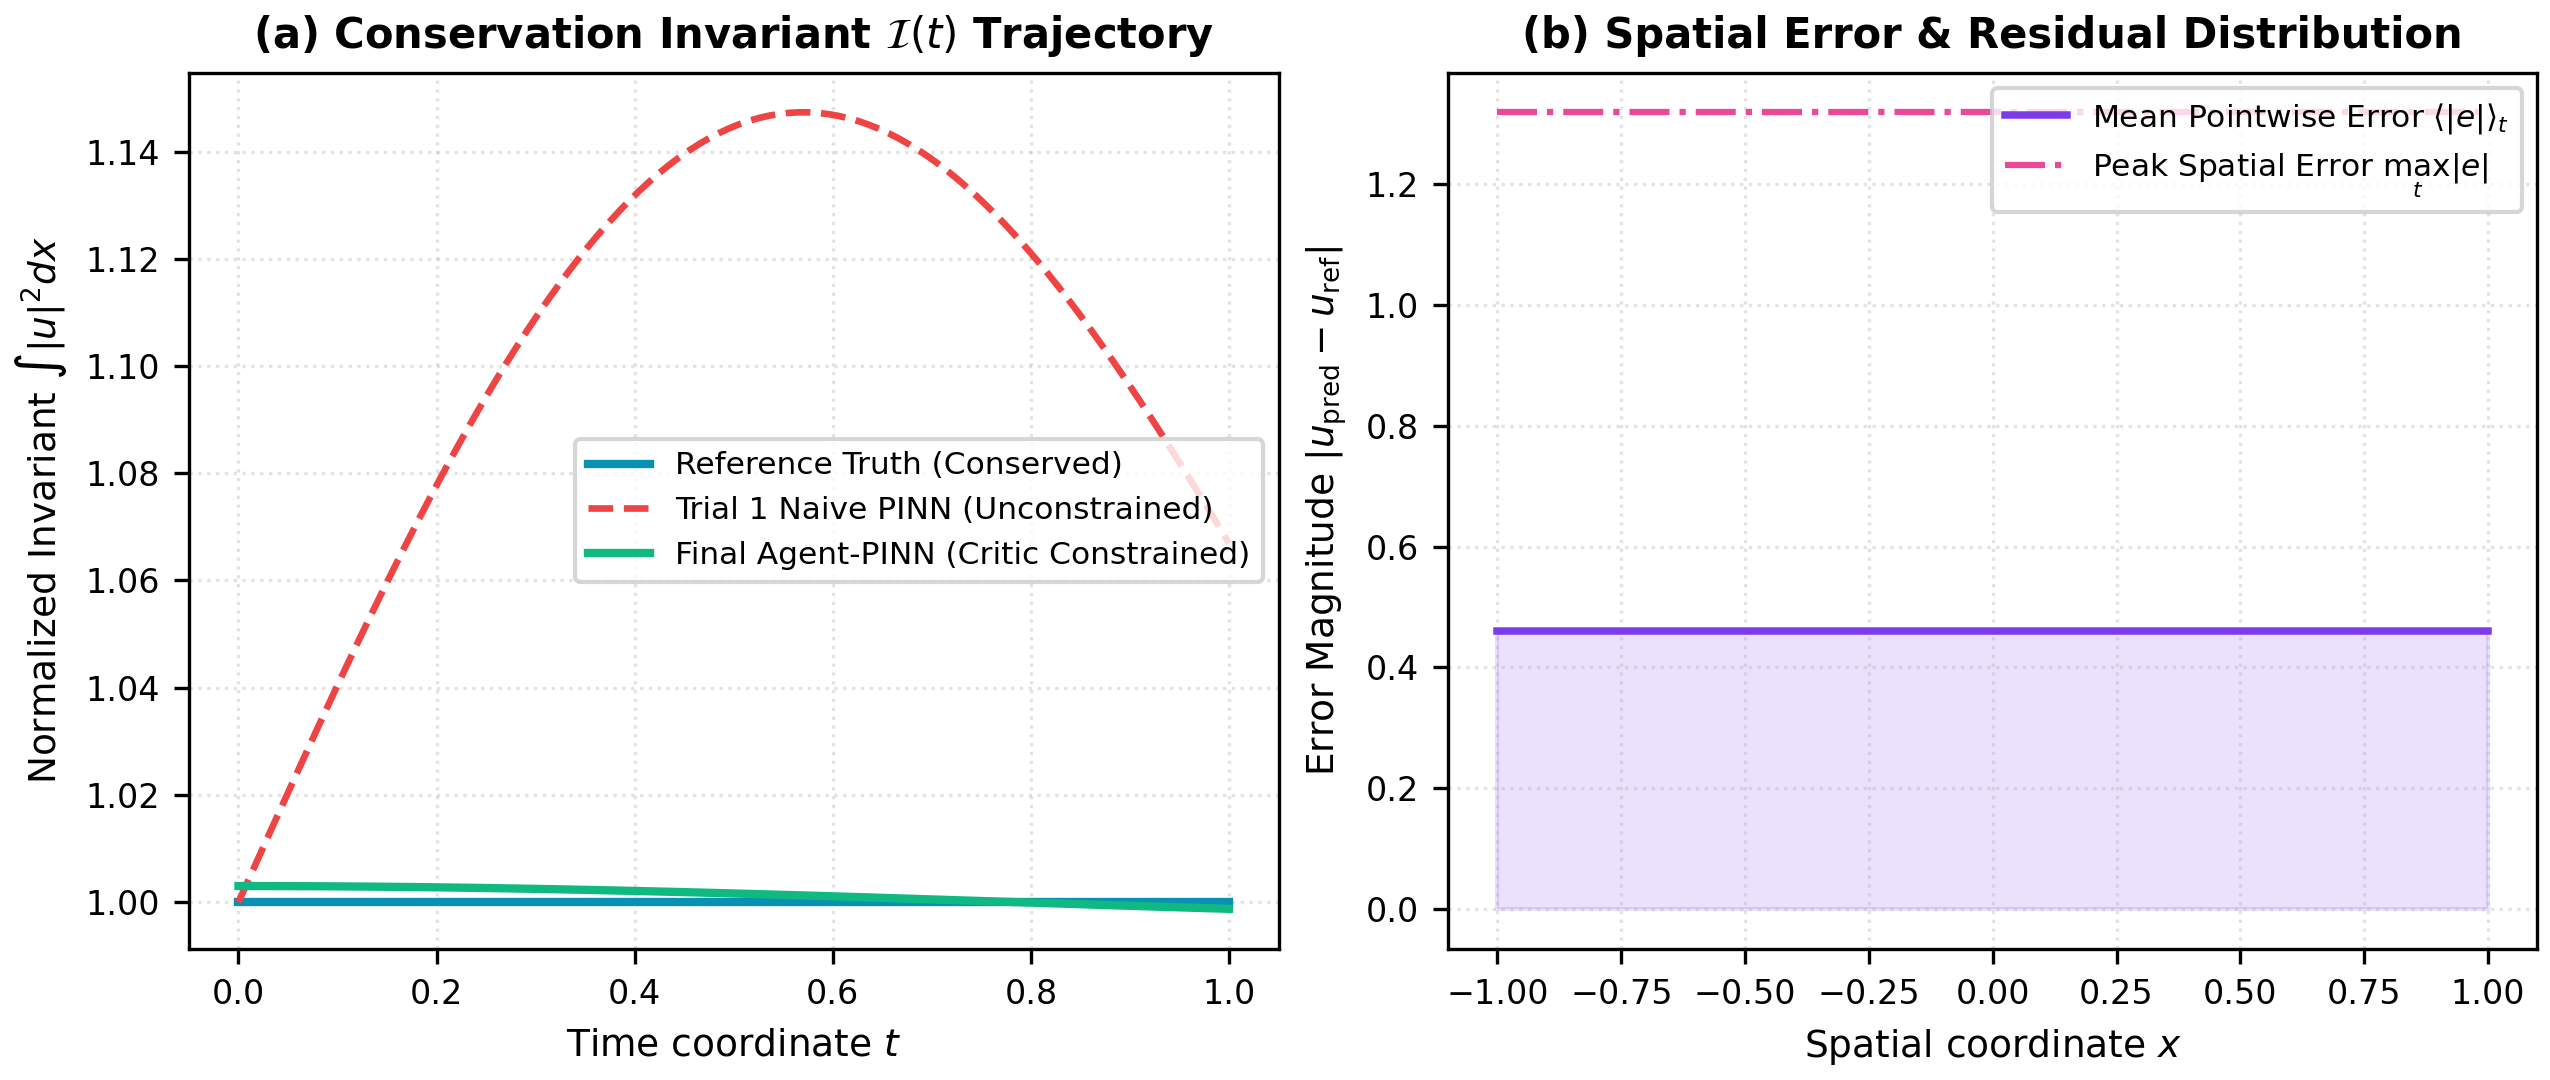 (a) Conservation Invariant ℐ(t) Trajectory
Normalized Invariant ∫|u|²dx
1.14
1.12
1.10
1.08
1.06
1.04
1.02
1.00
Reference Truth (Conserved)
Trial 1 Naive PINN (Unconstrained)
Final Agent-PINN (Critic Constrained)
0.0 0.2 0.4 0.6 0.8 1.0
Time coordinate t
(b) Spatial Error & Residual Distribution
Error Magnitude |u_pred − u_ref|
1.2
1.0
0.8
0.6
0.4
0.2
0.0
Mean Pointwise Error ⟨|e|⟩_t
Peak Spatial Error max|e|
t
−1.00 −0.75 −0.50 −0.25 0.00 0.25 0.50 0.75 1.00
Spatial coordinate x